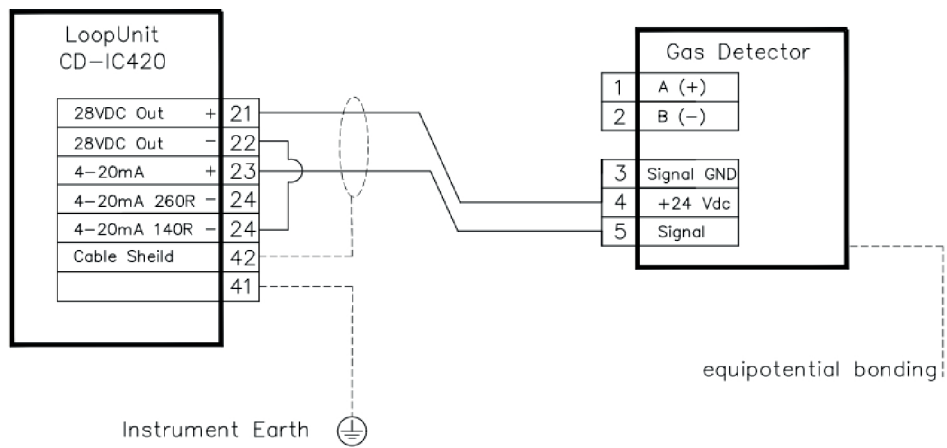 LoopUnit
CD-IC420
28VDC Out + 21
28VDC Out - 22
4-20mA + 23
4-20mA 260R - 24
4-20mA 140R - 24
Cable Sheild 42
41
Instrument Earth
Gas Detector
1 A (+)
2 B (-)
3 Signal GND
4 +24 Vdc
5 Signal
equipotential bonding